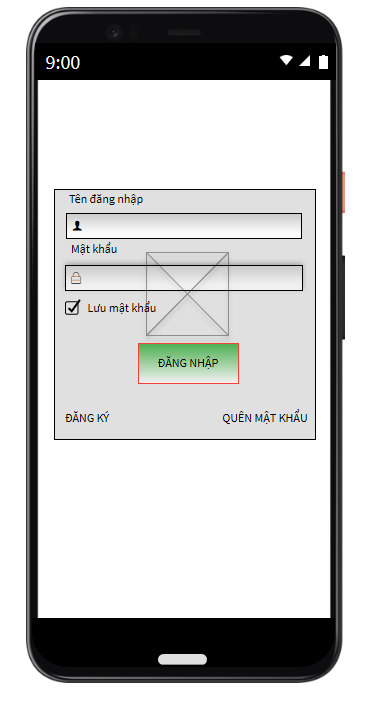 9:00
Tên đăng nhập
Mật khẩu
Lưu mật khẩu
ĐĂNG NHẬP
ĐĂNG KÝ
QUÊN MẬT KHẨU